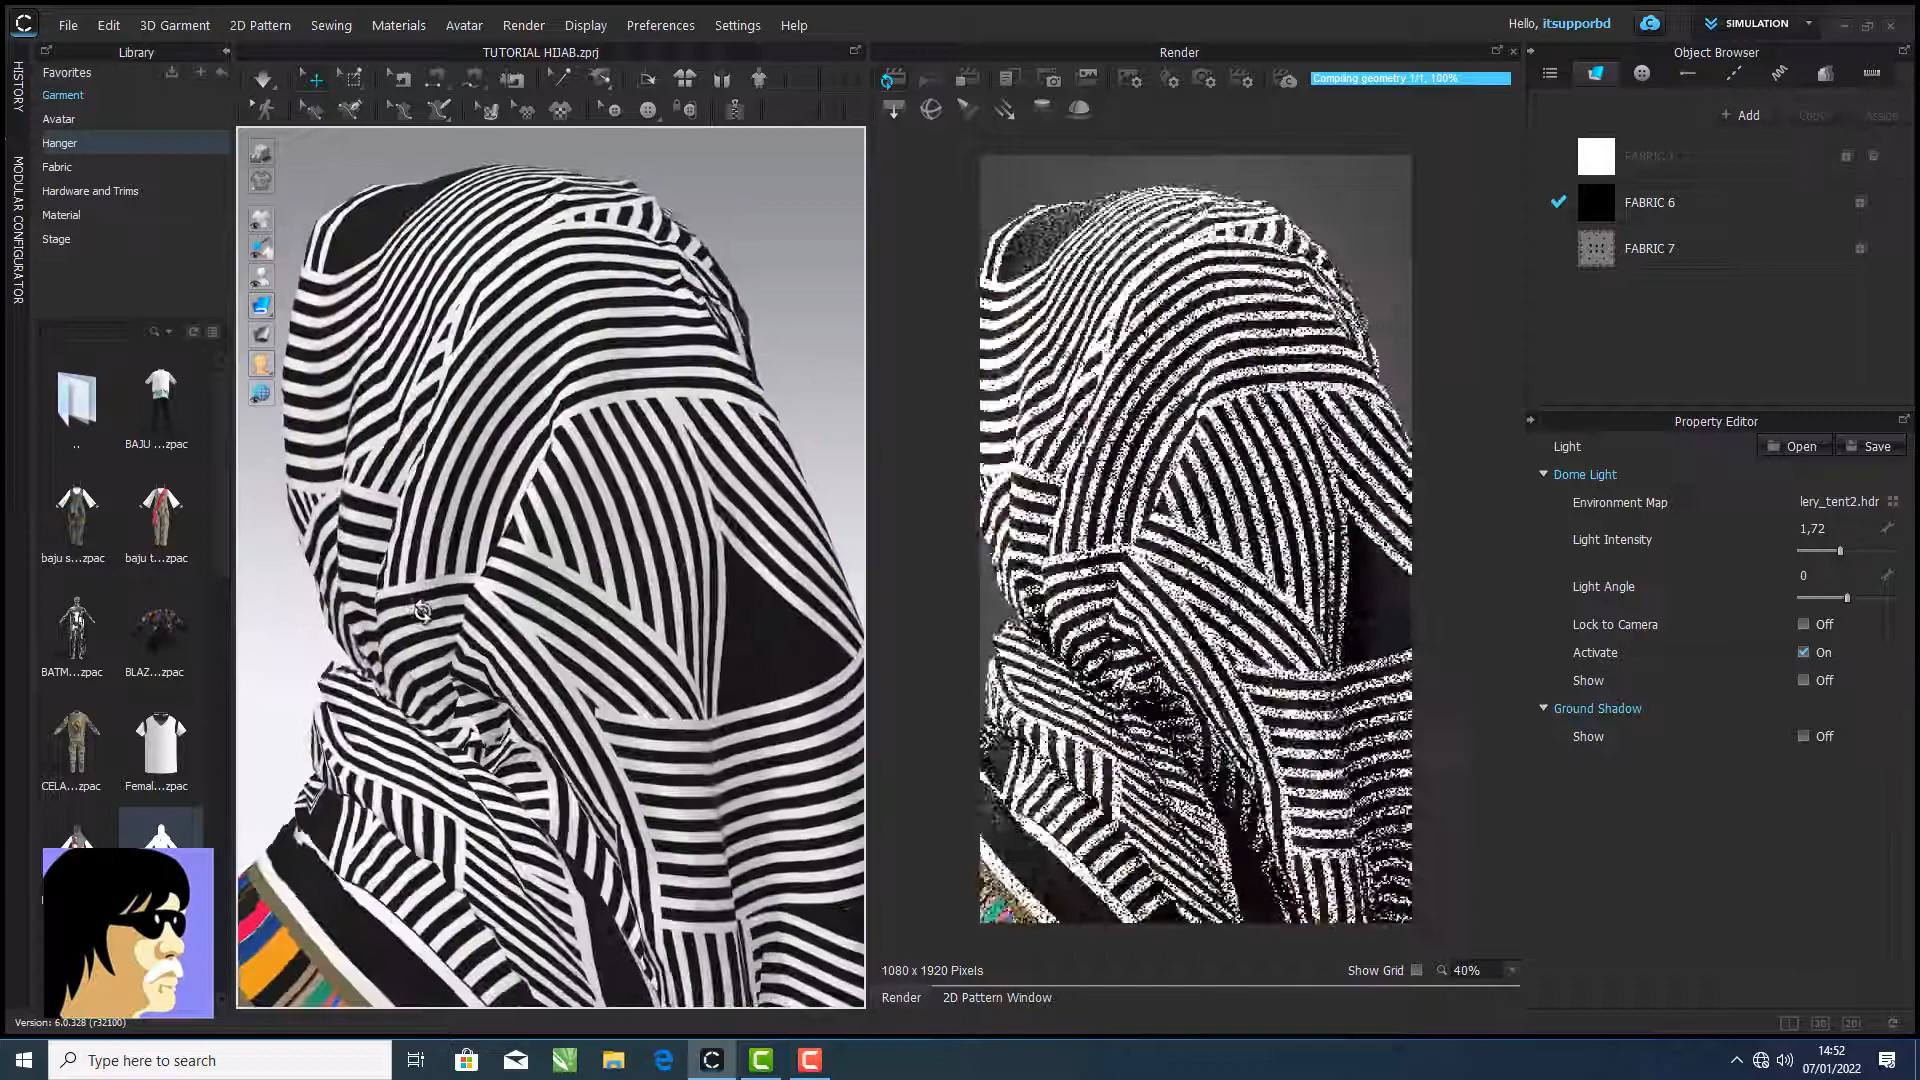 File Edit 3D Garment 2D Pattern Sewing Materials Avatar Render Display Preferences Settings Help
Hello, itsupporbd
SIMULATION
HISTORY
MODULAR CONFIGURATOR
Library
TUTORIAL HIJAB.zprj
Render
Object Browser
Favorites
Garment
Avatar
Hanger
Fabric
Hardware and Trims
Material
Stage
Compiling geometry 1/1, 100%
+ Add
Copy
Assign
FABRIC 1
FABRIC 6
FABRIC 7
..
BAJU ...zpac
baju s...zpac
baju t...zpac
BATM...zpac
BLAZ...zpac
CELA...zpac
Femal...zpac
Property Editor
Light
Open
Save
Dome Light
Environment Map
lery_tent2.hdr
Light Intensity
1,72
Light Angle
0
Lock to Camera
Off
Activate
On
Show
Off
Ground Shadow
Show
Off
1080 x 1920 Pixels
Show Grid
40%
Render
2D Pattern Window
Version: 6.0.328 (r32100)
3D
2D
Type here to search
14:52
07/01/2022